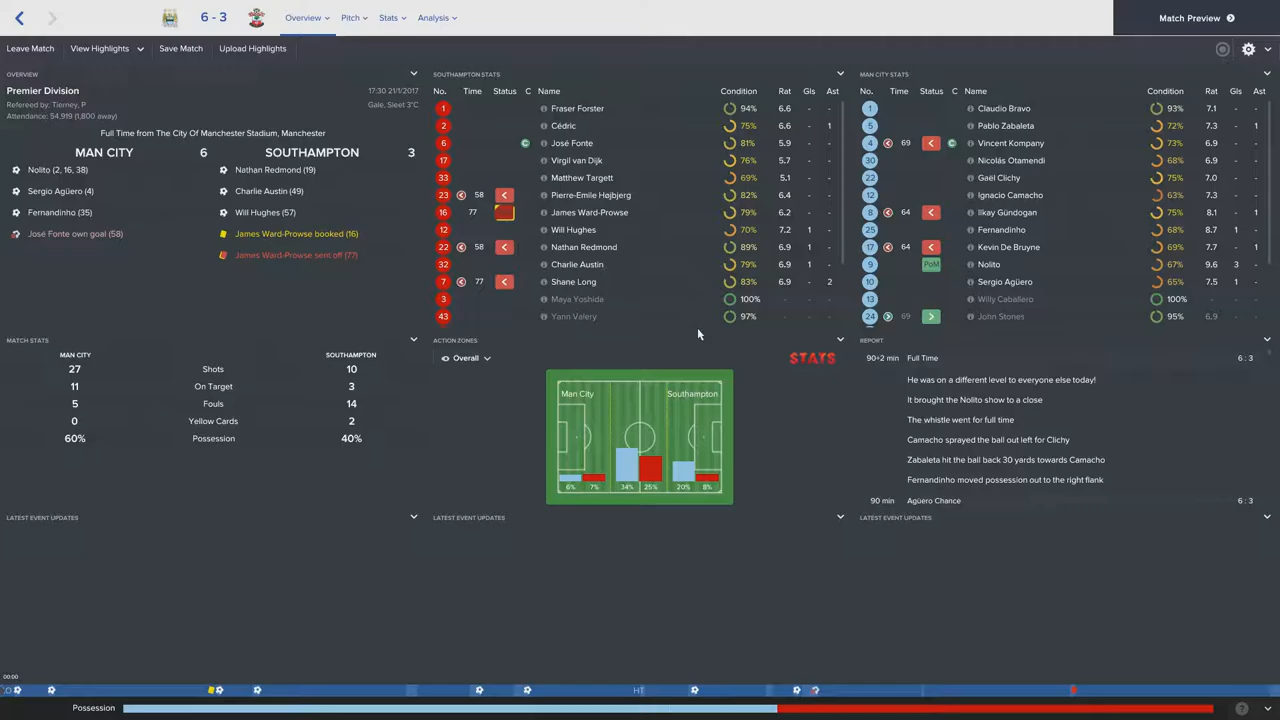 6 - 3
Overview
Pitch
Stats
Analysis
Match Preview
Leave Match
View Highlights
Save Match
Upload Highlights
OVERVIEW
Premier Division
17:30 21/1/2017
Refereed by: Tierney, P
Gale, Sleet 3°C
Attendance: 54,919 (1,800 away)
Full Time from The City Of Manchester Stadium, Manchester
MAN CITY 6 SOUTHAMPTON 3
Nolito (2, 16, 38)
Nathan Redmond (19)
Sergio Agüero (4)
Charlie Austin (49)
Fernandinho (35)
Will Hughes (57)
José Fonte own goal (58)
James Ward-Prowse booked (16)
James Ward-Prowse sent off (77)
SOUTHAMPTON STATS
No. Time Status C Name Condition Rat Gls Ast
1 Fraser Forster 94% 6.6 - -
2 Cédric 75% 6.6 - 1
6 C José Fonte 81% 5.9 - -
17 Virgil van Dijk 76% 5.7 - -
33 Matthew Targett 69% 5.1 - -
23 58 Pierre-Emile Højbjerg 82% 6.4 - -
16 77 James Ward-Prowse 79% 6.2 - -
12 Will Hughes 70% 7.2 1 -
22 58 Nathan Redmond 89% 6.9 1 -
32 Charlie Austin 79% 6.9 1 -
7 77 Shane Long 83% 6.9 - 2
3 Maya Yoshida 100% - - -
43 Yann Valery 97% - - -
MAN CITY STATS
No. Time Status C Name Condition Rat Gls Ast
1 Claudio Bravo 93% 7.1 - -
5 Pablo Zabaleta 72% 7.3 - 1
4 69 C Vincent Kompany 73% 6.9 - -
30 Nicolás Otamendi 68% 6.9 - -
22 Gaël Clichy 75% 7.0 - -
12 Ignacio Camacho 63% 7.3 - -
8 64 Ilkay Gündogan 75% 8.1 - 1
25 Fernandinho 68% 8.7 1 -
17 64 Kevin De Bruyne 69% 7.7 - 1
9 PoM Nolito 67% 9.6 3 -
10 Sergio Agüero 65% 7.5 1 -
13 Willy Caballero 100% - - -
24 69 John Stones 95% 6.9 - -
MATCH STATS
MAN CITY SOUTHAMPTON
27 Shots 10
11 On Target 3
5 Fouls 14
0 Yellow Cards 2
60% Possession 40%
ACTION ZONES
Overall
STATS
Man City Southampton
6% 7% 34% 25% 20% 8%
REPORT
90+2 min Full Time 6 : 3
He was on a different level to everyone else today!
It brought the Nolito show to a close
The whistle went for full time
Camacho sprayed the ball out left for Clichy
Zabaleta hit the ball back 30 yards towards Camacho
Fernandinho moved possession out to the right flank
90 min Agüero Chance 6 : 3
LATEST EVENT UPDATES
LATEST EVENT UPDATES
LATEST EVENT UPDATES
00:00
HT
Possession